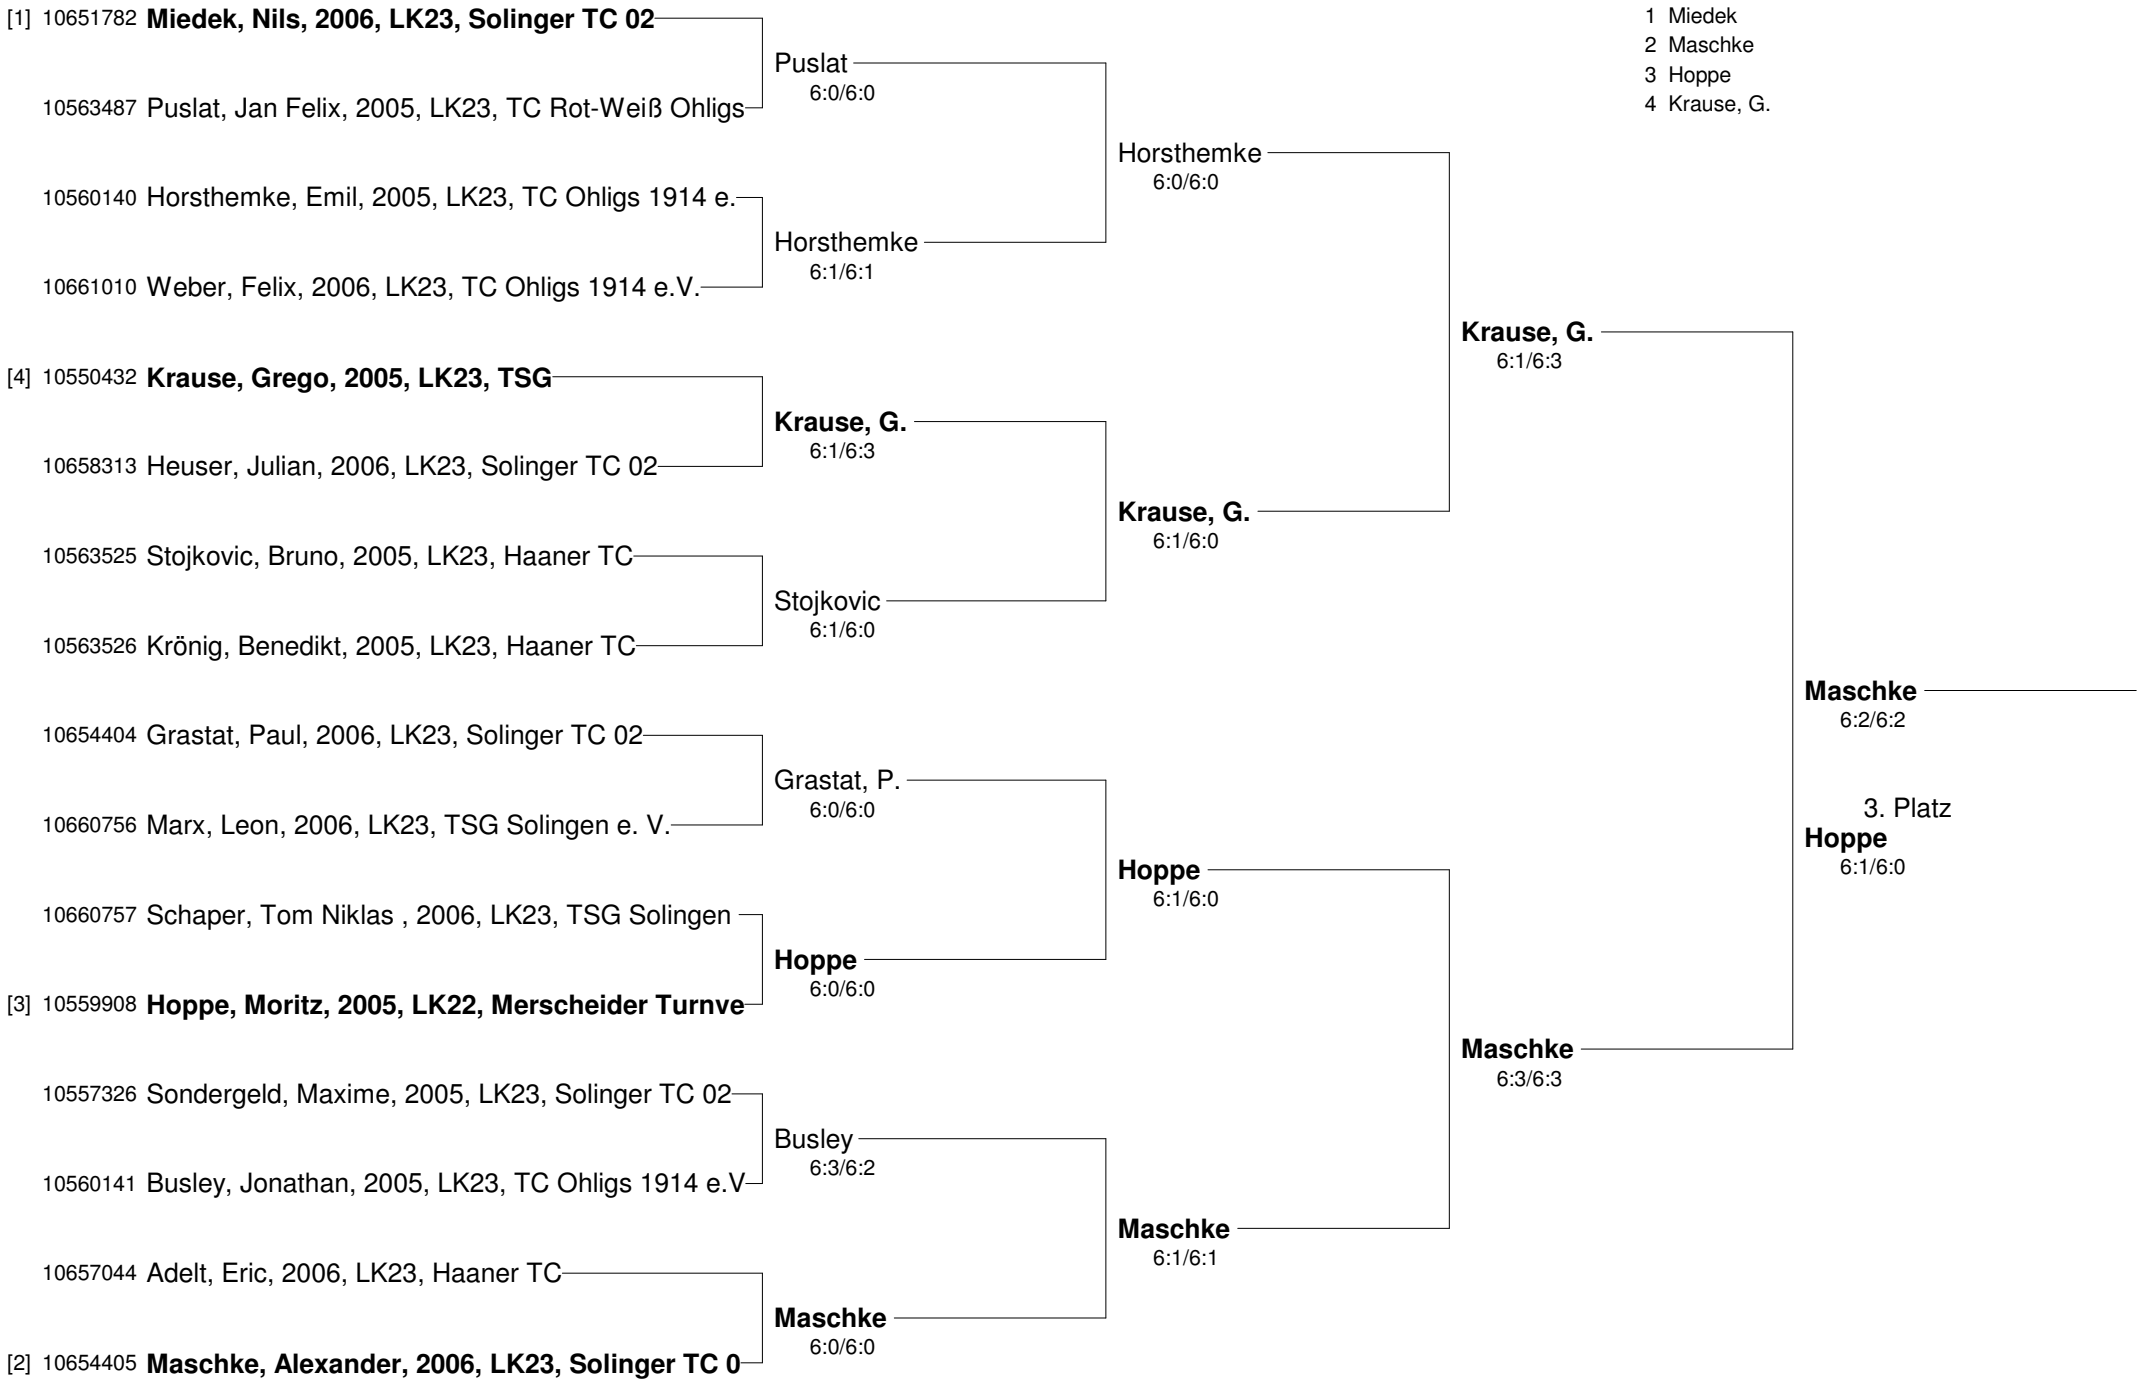 [1] 10651782 Miedek, Nils, 2006, LK23, Solinger TC 02
10563487 Puslat, Jan Felix, 2005, LK23, TC Rot-Weiß Ohligs
10560140 Horsthemke, Emil, 2005, LK23, TC Ohligs 1914 e.
10661010 Weber, Felix, 2006, LK23, TC Ohligs 1914 e.V.
[4] 10550432 Krause, Grego, 2005, LK23, TSG
10658313 Heuser, Julian, 2006, LK23, Solinger TC 02
10563525 Stojkovic, Bruno, 2005, LK23, Haaner TC
10563526 Krönig, Benedikt, 2005, LK23, Haaner TC
10654404 Grastat, Paul, 2006, LK23, Solinger TC 02
10660756 Marx, Leon, 2006, LK23, TSG Solingen e. V.
10660757 Schaper, Tom Niklas , 2006, LK23, TSG Solingen
[3] 10559908 Hoppe, Moritz, 2005, LK22, Merscheider Turnve
10557326 Sondergeld, Maxime, 2005, LK23, Solinger TC 02
10560141 Busley, Jonathan, 2005, LK23, TC Ohligs 1914 e.V
10657044 Adelt, Eric, 2006, LK23, Haaner TC
[2] 10654405 Maschke, Alexander, 2006, LK23, Solinger TC 0
Puslat
6:0/6:0
Horsthemke
6:1/6:1
Krause, G.
6:1/6:3
Stojkovic
6:1/6:0
Grastat, P.
6:0/6:0
Hoppe
6:0/6:0
Busley
6:3/6:2
Maschke
6:0/6:0
Horsthemke
6:0/6:0
Krause, G.
6:1/6:0
Hoppe
6:1/6:0
Maschke
6:1/6:1
Krause, G.
6:1/6:3
Maschke
6:3/6:3
Maschke
6:2/6:2
3. Platz
Hoppe
6:1/6:0
1 Miedek
2 Maschke
3 Hoppe
4 Krause, G.